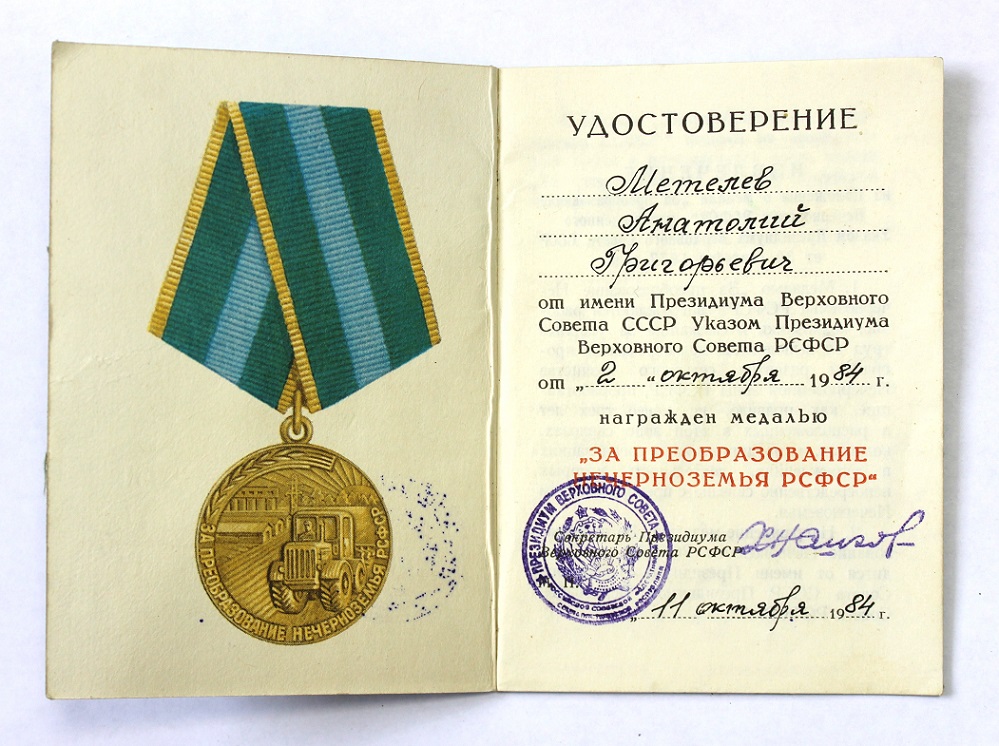 ЗА ПРЕОБРАЗОВАНИЕ НЕЧЕРНОЗЕМЬЯ РСФСР
УДОСТОВЕРЕНИЕ
Метелев
Анатолий
Григорьевич
от имени Президиума Верховного
Совета СССР Указом Президиума
Верховного Совета РСФСР
от „2 " октября 1984 г.
награжден медалью
„ЗА ПРЕОБРАЗОВАНИЕ
НЕЧЕРНОЗЕМЬЯ РСФСР"
ПРЕЗИДИУМ ВЕРХОВНОГО СОВЕТА
Секретарь Президиума
Верховного Совета РСФСР
„11 октября 1984 г.